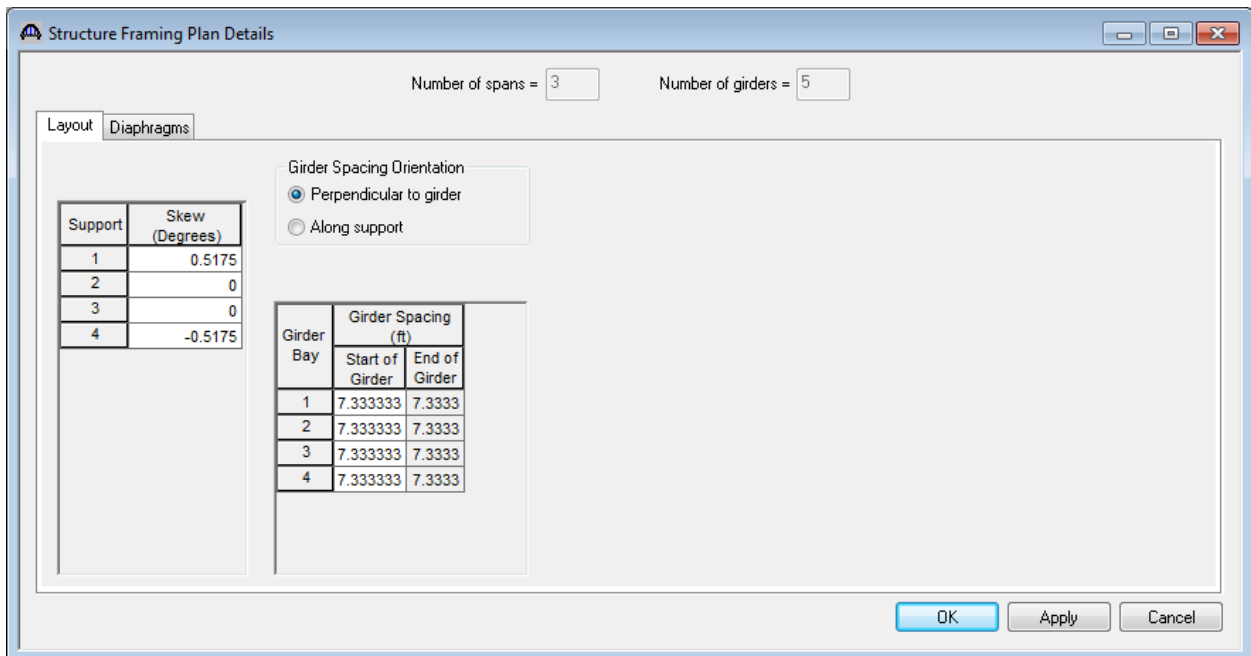 Structure Framing Plan Details
Number of spans = 3 Number of girders = 5
Layout Diaphragms
Girder Spacing Orientation
Perpendicular to girder
Along support
Support Skew (Degrees)
1 0.5175
2 0
3 0
4 -0.5175
Girder Bay Girder Spacing (ft)
Start of Girder End of Girder
1 7.333333 7.3333
2 7.333333 7.3333
3 7.333333 7.3333
4 7.333333 7.3333
OK Apply Cancel